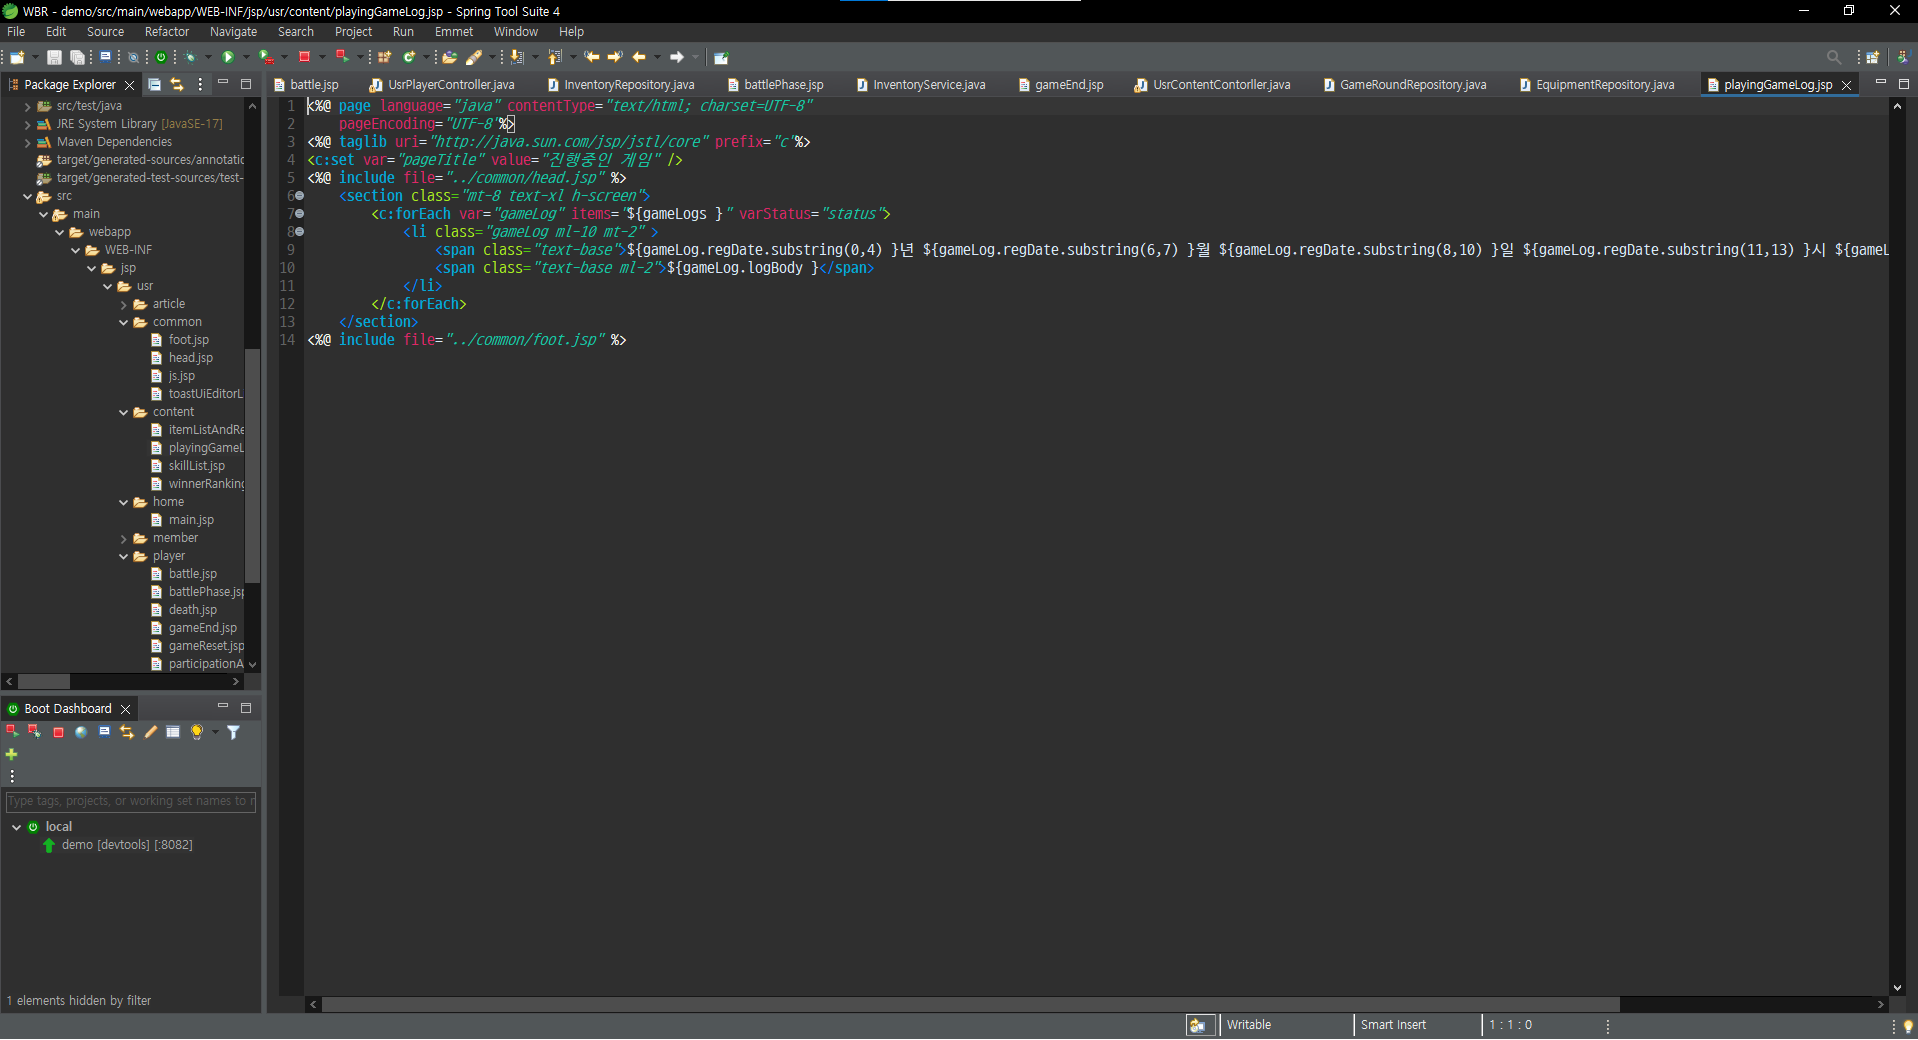 WBR - demo/src/main/webapp/WEB-INF/jsp/usr/content/playingGameLog.jsp - Spring Tool Suite 4
File Edit Source Refactor Navigate Search Project Run Emmet Window Help
Package Explorer
battle.jsp UsrPlayerController.java InventoryRepository.java battlePhase.jsp InventoryService.java gameEnd.jsp UsrContentContorller.java GameRoundRepository.java EquipmentRepository.java playingGameLog.jsp
src/test/java
JRE System Library [JavaSE-17]
Maven Dependencies
target/generated-sources/annotatic
target/generated-test-sources/test-
src
main
webapp
WEB-INF
jsp
usr
article
common
foot.jsp
head.jsp
js.jsp
toastUiEditorL
content
itemListAndRe
playingGameL
skillList.jsp
winnerRanking
home
main.jsp
member
player
battle.jsp
battlePhase.jsp
death.jsp
gameEnd.jsp
gameReset.jsp
participationA
1 <%@ page language="java" contentType="text/html; charset=UTF-8"
2 pageEncoding="UTF-8"%>
3 <%@ taglib uri="http://java.sun.com/jsp/jstl/core" prefix="c"%>
4 <c:set var="pageTitle" value="진행중인 게임" />
5 <%@ include file="../common/head.jsp" %>
6 <section class="mt-8 text-xl h-screen">
7 <c:forEach var="gameLog" items="${gameLogs }" varStatus="status">
8 <li class="gameLog ml-10 mt-2" >
9 <span class="text-base">${gameLog.regDate.substring(0,4) }년 ${gameLog.regDate.substring(6,7) }월 ${gameLog.regDate.substring(8,10) }일 ${gameLog.regDate.substring(11,13) }시 ${gameL
10 <span class="text-base ml-2">${gameLog.logBody }</span>
11 </li>
12 </c:forEach>
13 </section>
14 <%@ include file="../common/foot.jsp" %>
Boot Dashboard
Type tags, projects, or working set names to r
local
demo [devtools] [:8082]
1 elements hidden by filter
Writable Smart Insert 1 : 1 : 0